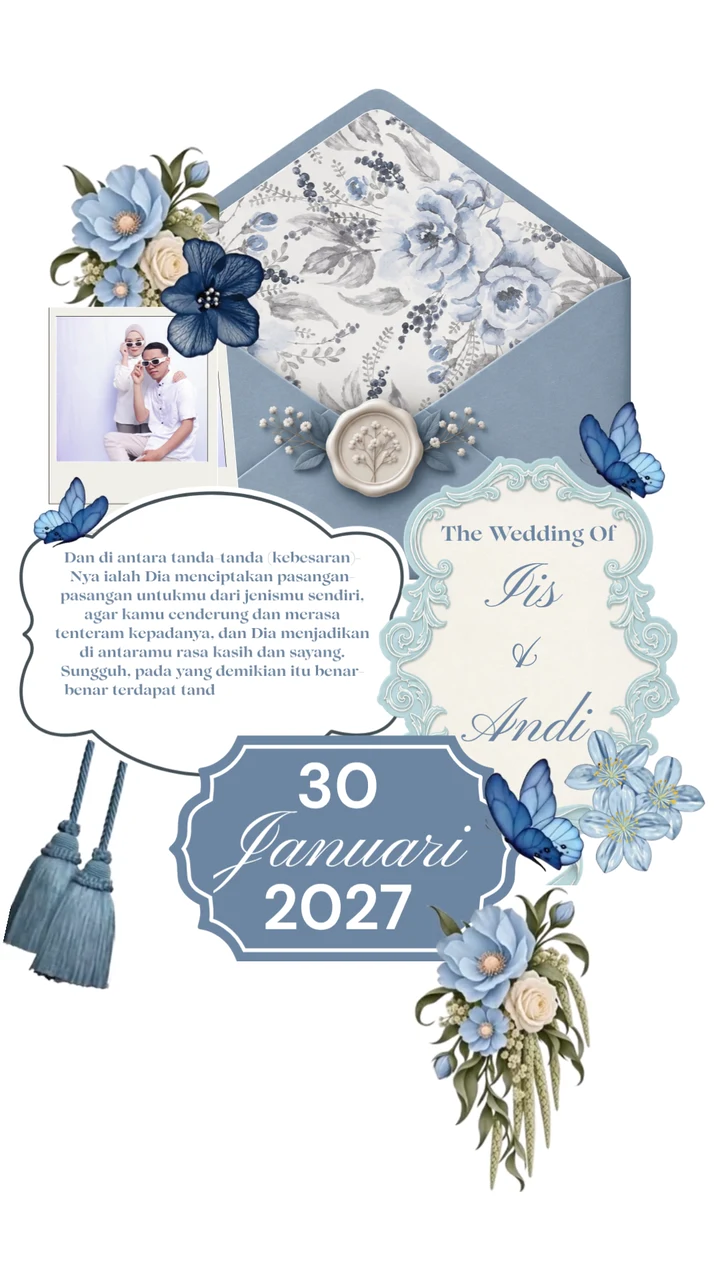 Dan di antara tanda-tanda (kebesaran)-
Nya ialah Dia menciptakan pasangan-
pasangan untukmu dari jenismu sendiri,
agar kamu cenderung dan merasa
tenteram kepadanya, dan Dia menjadikan
di antaramu rasa kasih dan sayang.
Sungguh, pada yang demikian itu benar-
benar terdapat tand
The Wedding Of
Iis
&
Andi
30
Januari
2027